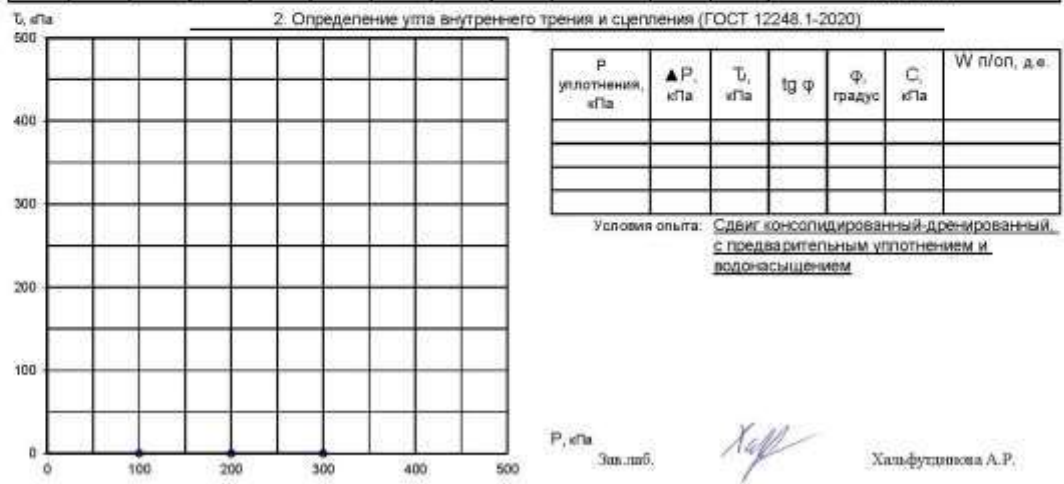 2. Определение угла внутреннего трения и сцепления (ГОСТ 12248.1-2020)
τ, кПа
500
400
300
200
100
0
0 100 200 300 400 500
P, кПа
P уплотнения, кПа
▲P, кПа
τ, кПа
tg φ
φ, градус
C, кПа
W п/оп, д.е.
Условия опыта: Сдвиг консолидированный-дренированный,
с предварительным уплотнением и
водонасыщением
Зав.лаб.
Хальфутдинова А.Р.